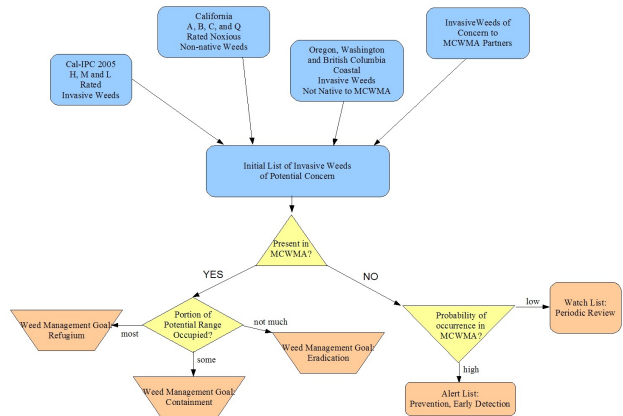 California
A, B, C, and Q
Rated Noxious
Non-native Weeds
InvasiveWeeds of
Concern to
MCWMA Partners
Cal-IPC 2005
H, M and L
Rated
Invasive Weeds
Oregon, Washington
and British Columbia
Coastal
Invasive Weeds
Not Native to MCWMA
Initial List of Invasive Weeds
of Potential Concern
Present in
MCWMA?
YES
NO
Portion of
Potential Range
Occupied?
most
Weed Management Goal:
Refugium
some
Weed Management Goal:
Containment
not much
Weed Management Goal:
Eradication
Probability of
occurrence in
MCWMA?
low
Watch List:
Periodic Review
high
Alert List:
Prevention, Early Detection